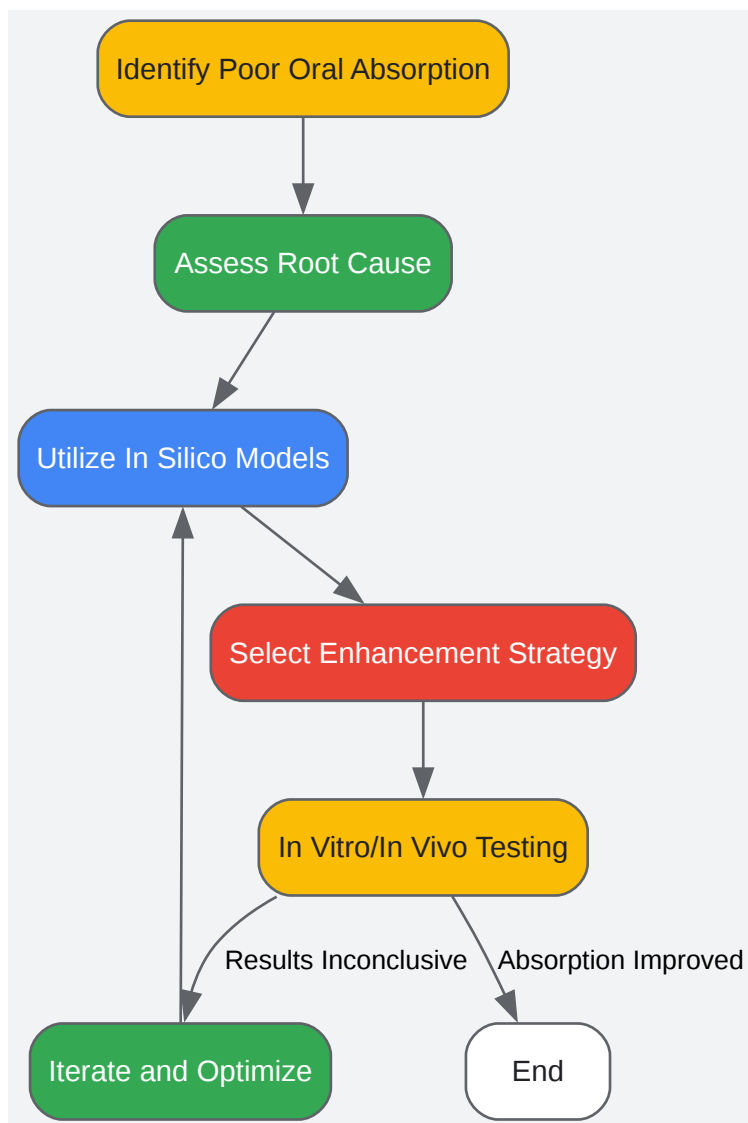 Identify Poor Oral Absorption
Assess Root Cause
Utilize In Silico Models
Select Enhancement Strategy
In Vitro/In Vivo Testing
Results Inconclusive
Absorption Improved
Iterate and Optimize
End